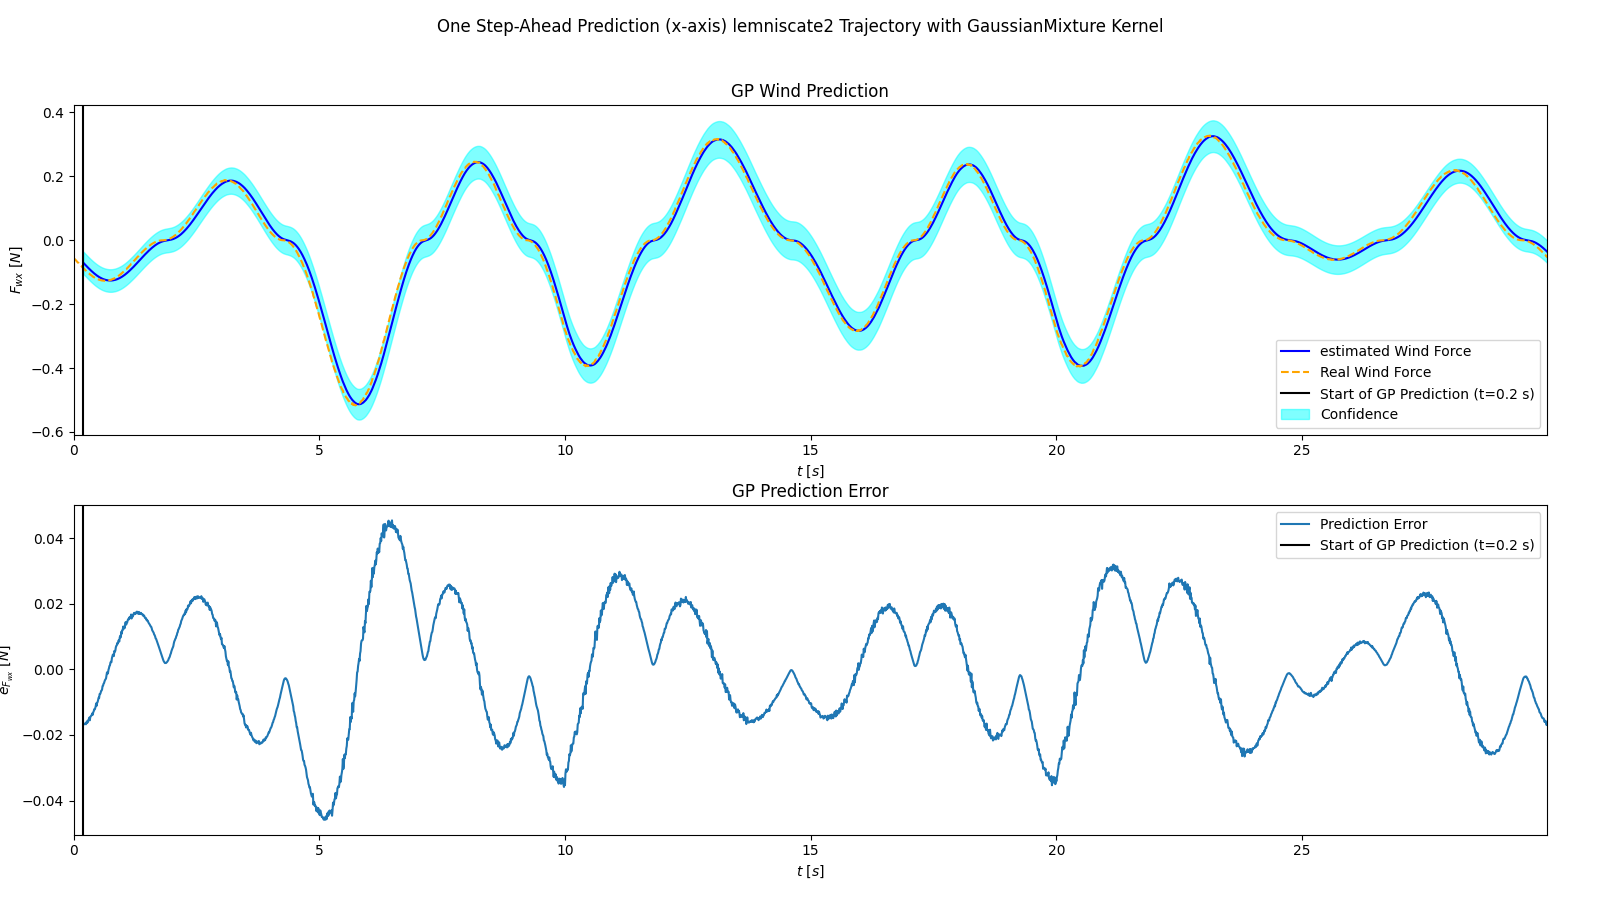 One Step-Ahead Prediction (x-axis) lemniscate2 Trajectory with GaussianMixture Kernel
GP Wind Prediction
0.4
0.2
0.0
−0.2
−0.4
−0.6
F_wx [N]
estimated Wind Force
Real Wind Force
Start of GP Prediction (t=0.2 s)
Confidence
0 5 10 15 20 25
t [s]
GP Prediction Error
0.04
0.02
0.00
−0.02
−0.04
e_F_wx [N]
Prediction Error
Start of GP Prediction (t=0.2 s)
0 5 10 15 20 25
t [s]